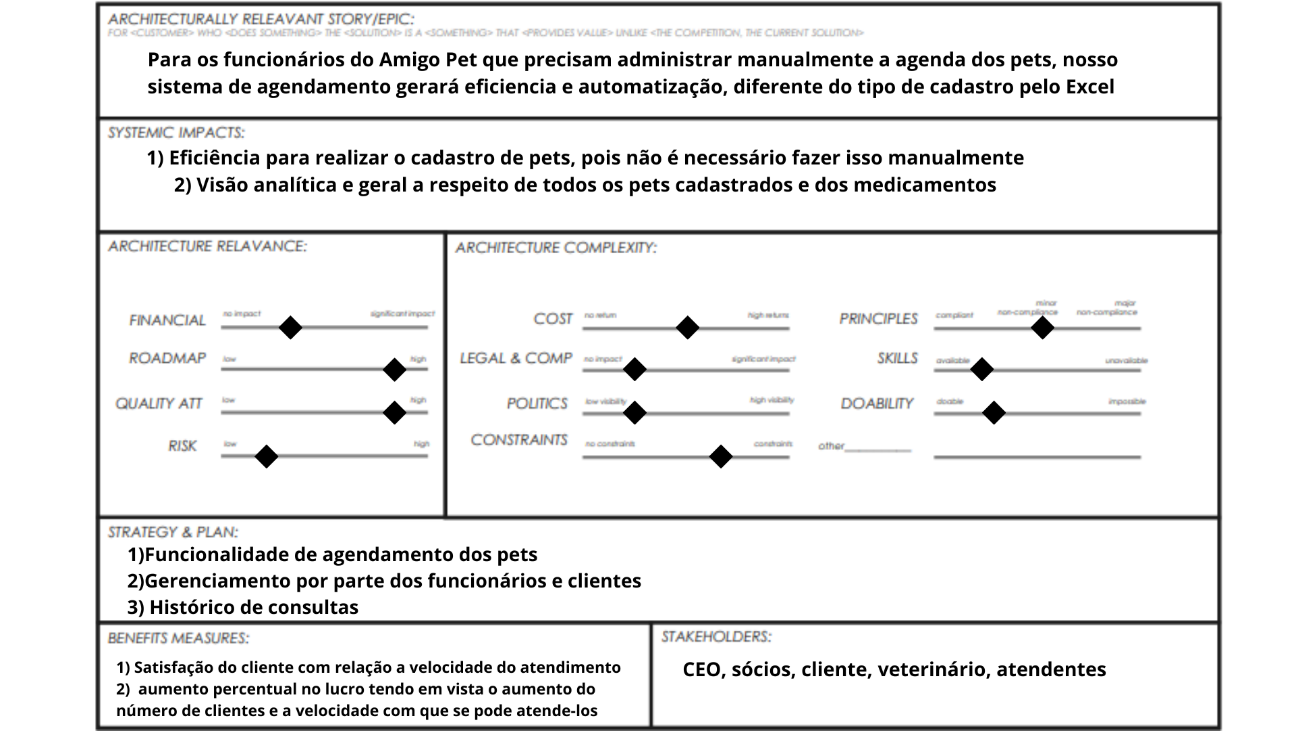 ARCHITECTURALLY RELEAVANT STORY/EPIC:
FOR <CUSTOMER> WHO <DOES SOMETHING> THE <SOLUTION> IS A <SOMETHING> THAT <PROVIDES VALUE> UNLIKE <THE COMPETITION, THE CURRENT SOLUTION>
Para os funcionários do Amigo Pet que precisam administrar manualmente a agenda dos pets, nosso
sistema de agendamento gerará eficiencia e automatização, diferente do tipo de cadastro pelo Excel
SYSTEMIC IMPACTS:
1) Eficiência para realizar o cadastro de pets, pois não é necessário fazer isso manualmente
2) Visão analítica e geral a respeito de todos os pets cadastrados e dos medicamentos
ARCHITECTURE RELAVANCE:
FINANCIAL no impact significant impact
ROADMAP low high
QUALITY ATT low high
RISK low high
ARCHITECTURE COMPLEXITY:
COST no return high returns
LEGAL & COMP no impact significant impact
POLITICS low visibility high visibility
CONSTRAINTS no constraints constraints
PRINCIPLES compliant minor non-compliance major non-compliance
SKILLS available unavailable
DOABILITY doable impossible
other____________
STRATEGY & PLAN:
1)Funcionalidade de agendamento dos pets
2)Gerenciamento por parte dos funcionários e clientes
3) Histórico de consultas
BENEFITS MEASURES:
1) Satisfação do cliente com relação a velocidade do atendimento
2) aumento percentual no lucro tendo em vista o aumento do
número de clientes e a velocidade com que se pode atende-los
STAKEHOLDERS:
CEO, sócios, cliente, veterinário, atendentes